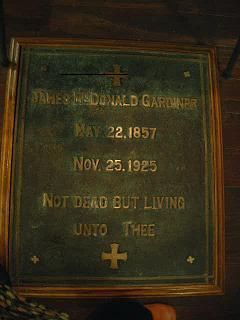 JAMES MCDONALD GARDINER
MAY 22, 1857
NOV. 25. 1925
NOT DEAD BUT LIVING
UNTO THEE